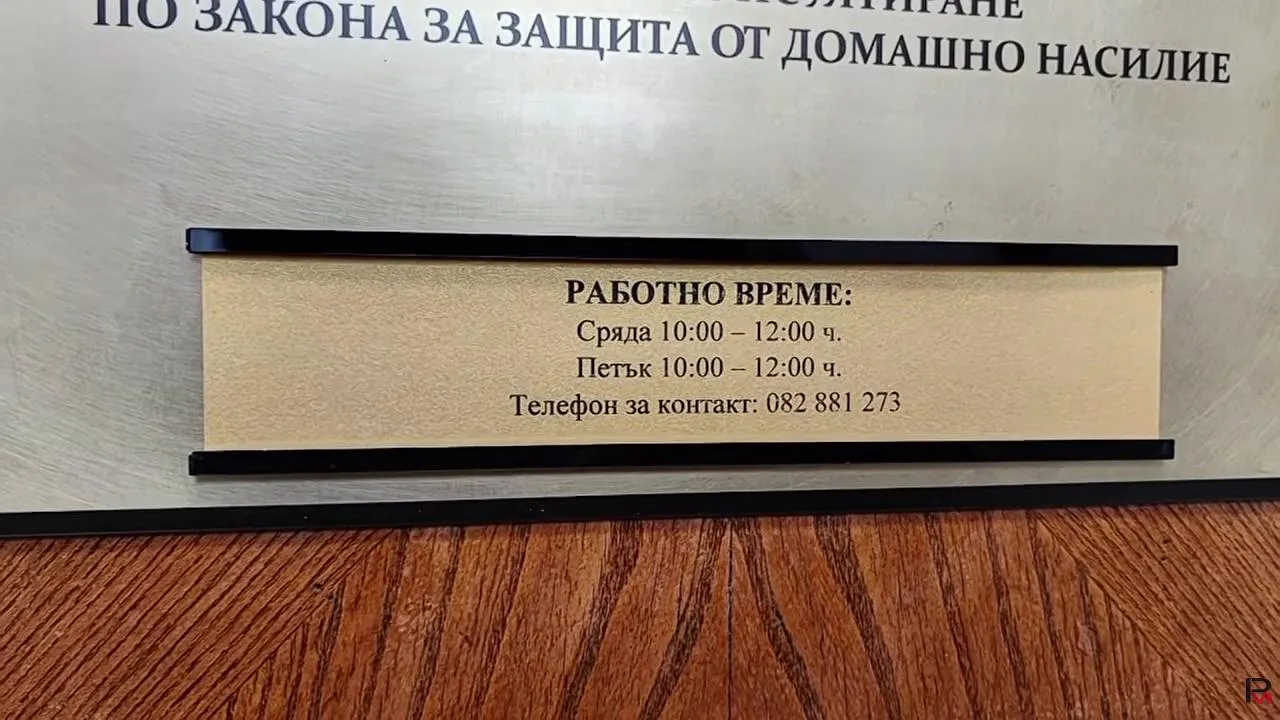 ПО ЗАКОНА ЗА ЗАЩИТА ОТ ДОМАШНО НАСИЛИЕ
РАБОТНО ВРЕМЕ:
Сряда 10:00 – 12:00 ч.
Петък 10:00 – 12:00 ч.
Телефон за контакт: 082 881 273